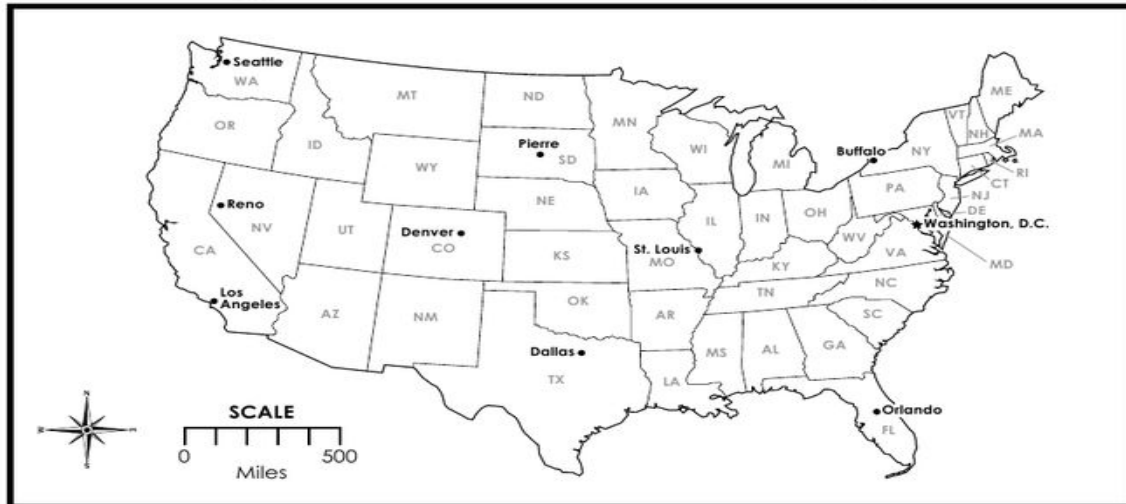 Seattle
WA
MT
ND
MN
ME
VT
NH
MA
OR
ID
WY
Pierre
SD
WI
MI
Buffalo
NY
RI
CT
Reno
NV
UT
Denver
CO
NE
IA
IL
IN
OH
PA
NJ
DE
Washington, D.C.
CA
KS
St. Louis
MO
KY
WV
VA
MD
Los
Angeles
AZ
NM
OK
AR
TN
NC
SC
Dallas
TX
LA
MS
AL
GA
Orlando
FL
N
W
E
S
SCALE
0
500
Miles